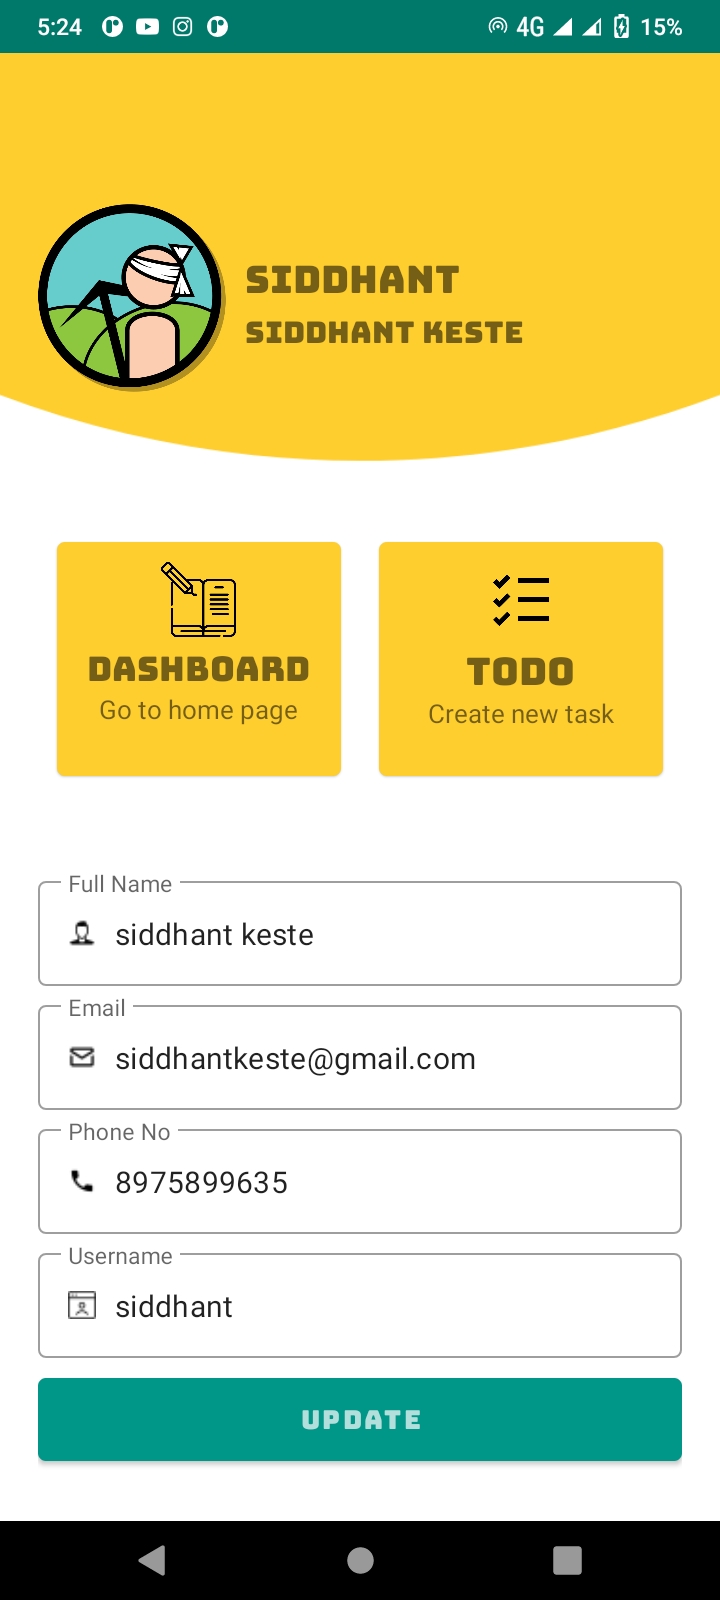 5:24 4G 15%
SIDDHANT
SIDDHANT KESTE
DASHBOARD
Go to home page
TODO
Create new task
Full Name
siddhant keste
Email
siddhantkeste@gmail.com
Phone No
8975899635
Username
siddhant
UPDATE